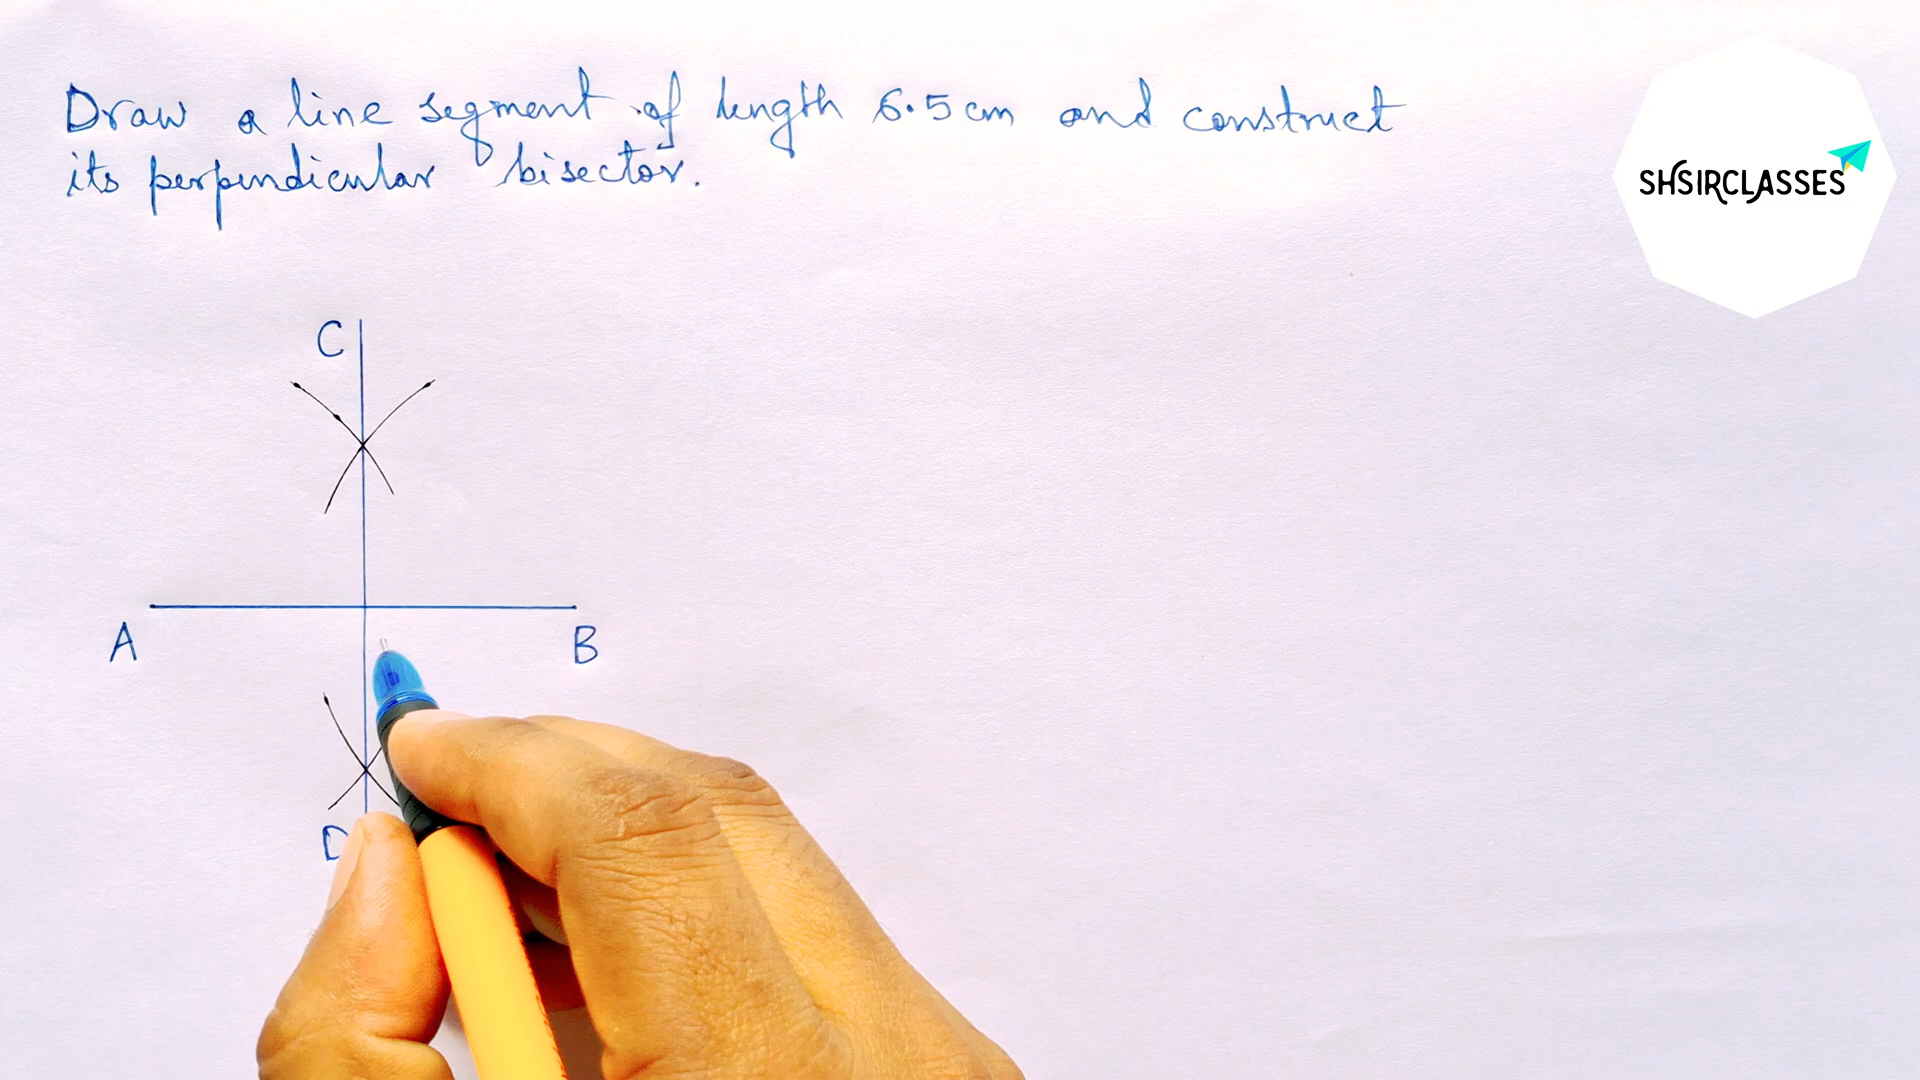 Draw a line segment of length 6.5 cm and construct
its perpendicular bisector.
SHSIRCLASSES
C
A
B
D